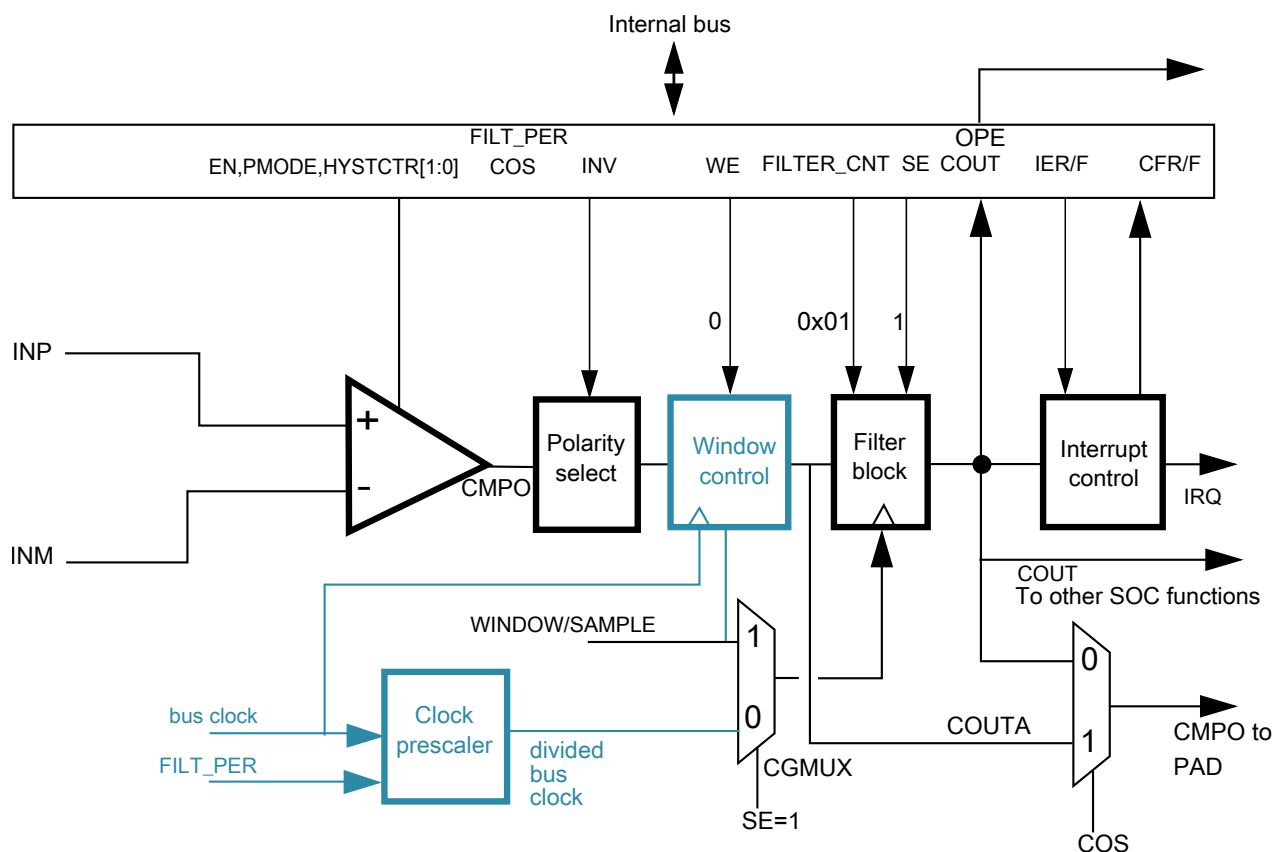 Internal bus
FILT_PER
OPE
EN,PMODE,HYSTCTR[1:0]
COS
INV
WE
FILTER_CNT
SE
COUT
IER/F
CFR/F
0
0x01
1
INP
+
-
INM
CMPO
Polarity
select
Window
control
Filter
block
Interrupt
control
IRQ
COUT
To other SOC functions
WINDOW/SAMPLE
1
0
bus clock
FILT_PER
Clock
prescaler
divided
bus
clock
CGMUX
SE=1
COUTA
0
1
CMPO to
PAD
COS